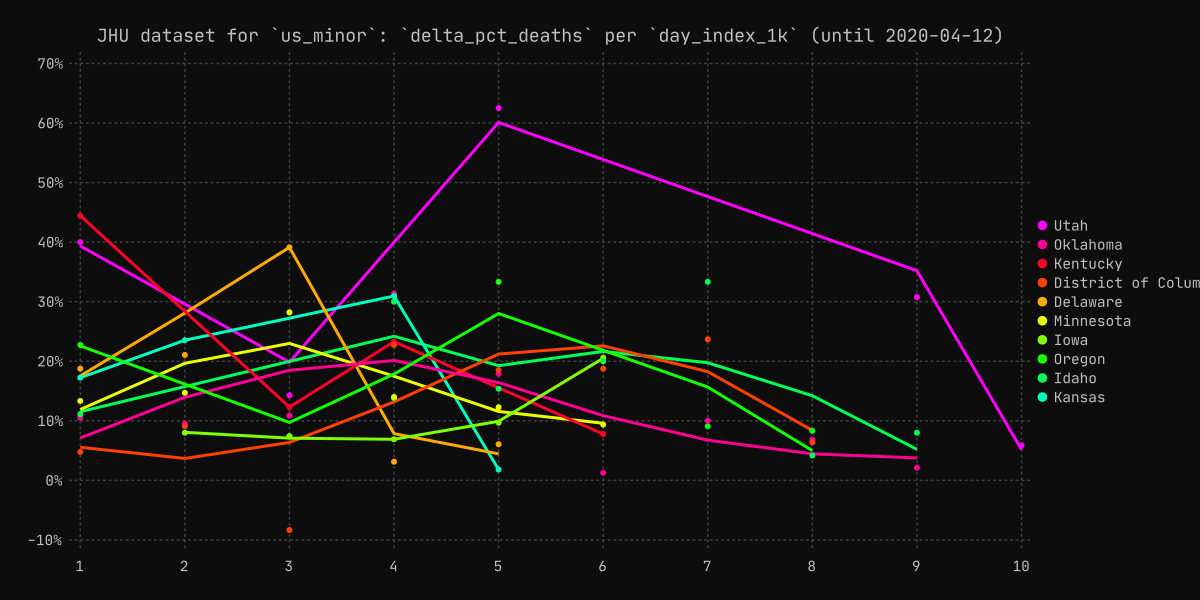 JHU dataset for `us_minor`: `delta_pct_deaths` per `day_index_1k` (until 2020-04-12)
70%
60%
50%
40%
30%
20%
10%
0%
-10%
1 2 3 4 5 6 7 8 9 10
Utah
Oklahoma
Kentucky
District of Colum
Delaware
Minnesota
Iowa
Oregon
Idaho
Kansas